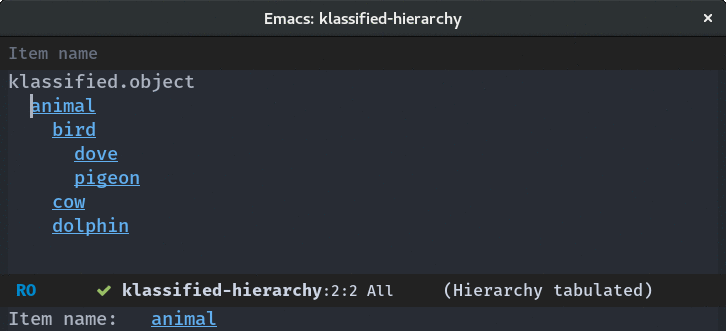 Emacs: klassified-hierarchy ×
Item name
klassified.object
animal
bird
dove
pigeon
cow
dolphin
RO ✔ klassified-hierarchy:2:2 All (Hierarchy tabulated)
Item name: animal